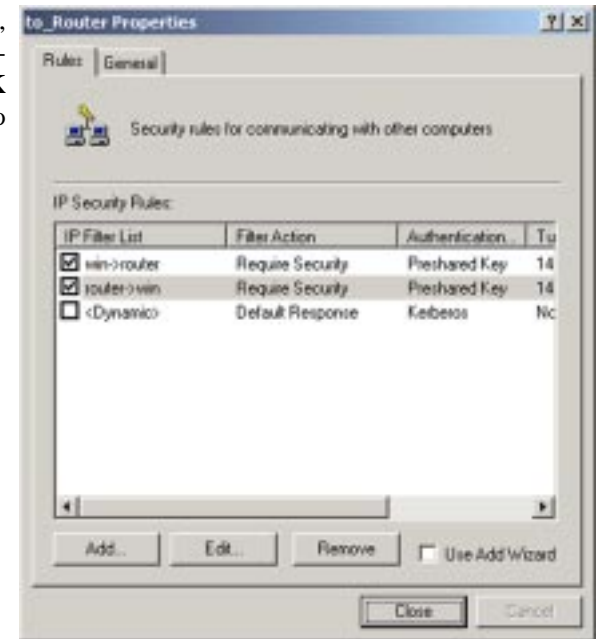 ,
-
K
o
to_Router Properties
Rules General
Security rules for communicating with other computers
IP Security Rules:
IP Filter List Filter Action Authentication... Tu
win->router Require Security Preshared Key 14
router->win Require Security Preshared Key 14
<Dynamic> Default Response Kerberos No
Add... Edit... Remove Use Add Wizard
Close Cancel